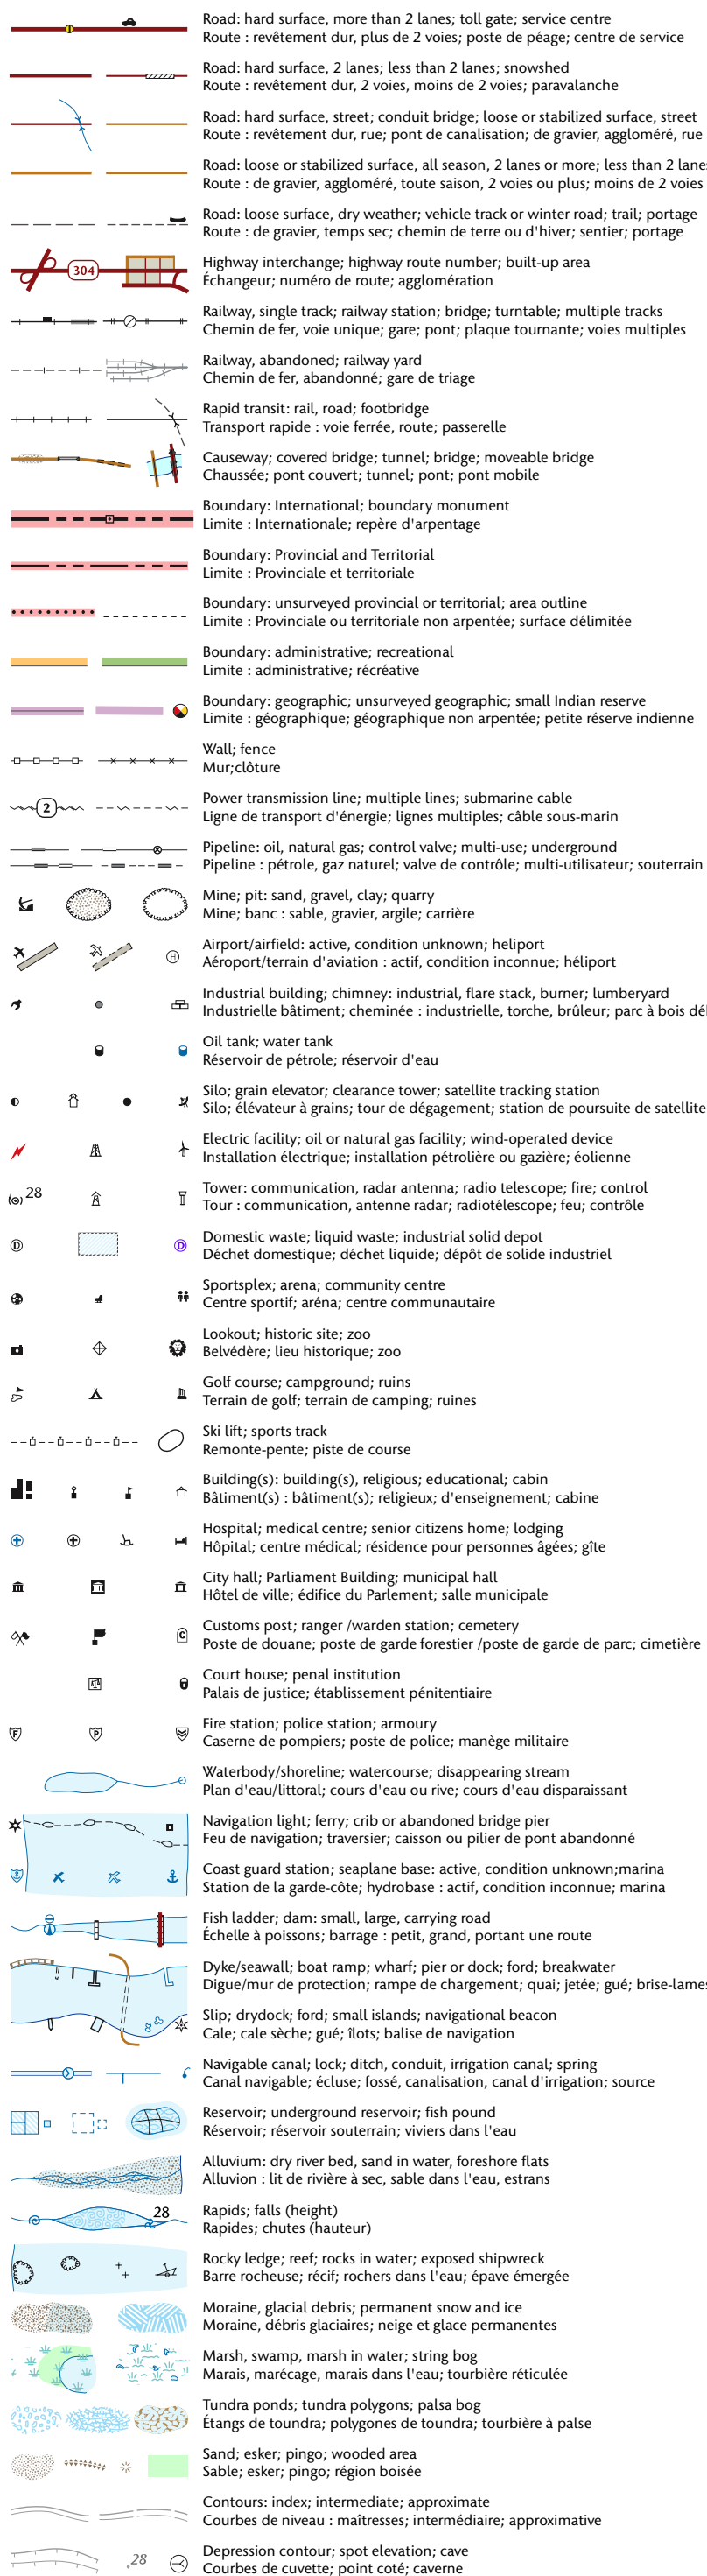 Road: hard surface, more than 2 lanes; toll gate; service centre
Route : revêtement dur, plus de 2 voies; poste de péage; centre de service
Road: hard surface, 2 lanes; less than 2 lanes; snowshed
Route : revêtement dur, 2 voies, moins de 2 voies; paravalanche
Road: hard surface, street; conduit bridge; loose or stabilized surface, street
Route : revêtement dur, rue; pont de canalisation; de gravier, aggloméré, rue
Road: loose or stabilized surface, all season, 2 lanes or more; less than 2 lanes
Route : de gravier, aggloméré, toute saison, 2 voies ou plus; moins de 2 voies
Road: loose surface, dry weather; vehicle track or winter road; trail; portage
Route : de gravier, temps sec; chemin de terre ou d'hiver; sentier; portage
304
Highway interchange; highway route number; built-up area
Échangeur; numéro de route; agglomération
Railway, single track; railway station; bridge; turntable; multiple tracks
Chemin de fer, voie unique; gare; pont; plaque tournante; voies multiples
Railway, abandoned; railway yard
Chemin de fer, abandonné; gare de triage
Rapid transit: rail, road; footbridge
Transport rapide : voie ferrée, route; passerelle
Causeway; covered bridge; tunnel; bridge; moveable bridge
Chaussée; pont couvert; tunnel; pont; pont mobile
Boundary: International; boundary monument
Limite : Internationale; repère d'arpentage
Boundary: Provincial and Territorial
Limite : Provinciale et territoriale
Boundary: unsurveyed provincial or territorial; area outline
Limite : Provinciale ou territoriale non arpentée; surface délimitée
Boundary: administrative; recreational
Limite : administrative; récréative
Boundary: geographic; unsurveyed geographic; small Indian reserve
Limite : géographique; géographique non arpentée; petite réserve indienne
Wall; fence
Mur;clôture
2
Power transmission line; multiple lines; submarine cable
Ligne de transport d'énergie; lignes multiples; câble sous-marin
Pipeline: oil, natural gas; control valve; multi-use; underground
Pipeline : pétrole, gaz naturel; valve de contrôle; multi-utilisateur; souterrain
Mine; pit: sand, gravel, clay; quarry
Mine; banc : sable, gravier, argile; carrière
H
Airport/airfield: active, condition unknown; heliport
Aéroport/terrain d'aviation : actif, condition inconnue; héliport
Industrial building; chimney: industrial, flare stack, burner; lumberyard
Industrielle bâtiment; cheminée : industrielle, torche, brûleur; parc à bois dé
Oil tank; water tank
Réservoir de pétrole; réservoir d'eau
Silo; grain elevator; clearance tower; satellite tracking station
Silo; élévateur à grains; tour de dégagement; station de poursuite de satellite
Electric facility; oil or natural gas facility; wind-operated device
Installation électrique; installation pétrolière ou gazière; éolienne
28
Tower: communication, radar antenna; radio telescope; fire; control
Tour : communication, antenne radar; radiotélescope; feu; contrôle
D D
Domestic waste; liquid waste; industrial solid depot
Déchet domestique; déchet liquide; dépôt de solide industriel
Sportsplex; arena; community centre
Centre sportif; aréna; centre communautaire
Lookout; historic site; zoo
Belvédère; lieu historique; zoo
Golf course; campground; ruins
Terrain de golf; terrain de camping; ruines
Ski lift; sports track
Remonte-pente; piste de course
Building(s): building(s), religious; educational; cabin
Bâtiment(s) : bâtiment(s); religieux; d'enseignement; cabine
Hospital; medical centre; senior citizens home; lodging
Hôpital; centre médical; résidence pour personnes âgées; gîte
City hall; Parliament Building; municipal hall
Hôtel de ville; édifice du Parlement; salle municipale
C
Customs post; ranger /warden station; cemetery
Poste de douane; poste de garde forestier /poste de garde de parc; cimetière
Court house; penal institution
Palais de justice; établissement pénitentiaire
F P
Fire station; police station; armoury
Caserne de pompiers; poste de police; manège militaire
Waterbody/shoreline; watercourse; disappearing stream
Plan d'eau/littoral; cours d'eau ou rive; cours d'eau disparaissant
Navigation light; ferry; crib or abandoned bridge pier
Feu de navigation; traversier; caisson ou pilier de pont abandonné
Coast guard station; seaplane base: active, condition unknown;marina
Station de la garde-côte; hydrobase : actif, condition inconnue; marina
Fish ladder; dam: small, large, carrying road
Échelle à poissons; barrage : petit, grand, portant une route
Dyke/seawall; boat ramp; wharf; pier or dock; ford; breakwater
Digue/mur de protection; rampe de chargement; quai; jetée; gué; brise-lames
Slip; drydock; ford; small islands; navigational beacon
Cale; cale sèche; gué; îlots; balise de navigation
Navigable canal; lock; ditch, conduit, irrigation canal; spring
Canal navigable; écluse; fossé, canalisation, canal d'irrigation; source
Reservoir; underground reservoir; fish pound
Réservoir; réservoir souterrain; viviers dans l'eau
Alluvium: dry river bed, sand in water, foreshore flats
Alluvion : lit de rivière à sec, sable dans l'eau, estrans
28
Rapids; falls (height)
Rapides; chutes (hauteur)
Rocky ledge; reef; rocks in water; exposed shipwreck
Barre rocheuse; récif; rochers dans l'eau; épave émergée
Moraine, glacial debris; permanent snow and ice
Moraine, débris glaciaires; neige et glace permanentes
Marsh, swamp, marsh in water; string bog
Marais, marécage, marais dans l'eau; tourbière réticulée
Tundra ponds; tundra polygons; palsa bog
Étangs de toundra; polygones de toundra; tourbière à palse
Sand; esker; pingo; wooded area
Sable; esker; pingo; région boisée
Contours: index; intermediate; approximate
Courbes de niveau : maîtresses; intermédiaire; approximative
.28
Depression contour; spot elevation; cave
Courbes de cuvette; point coté; caverne